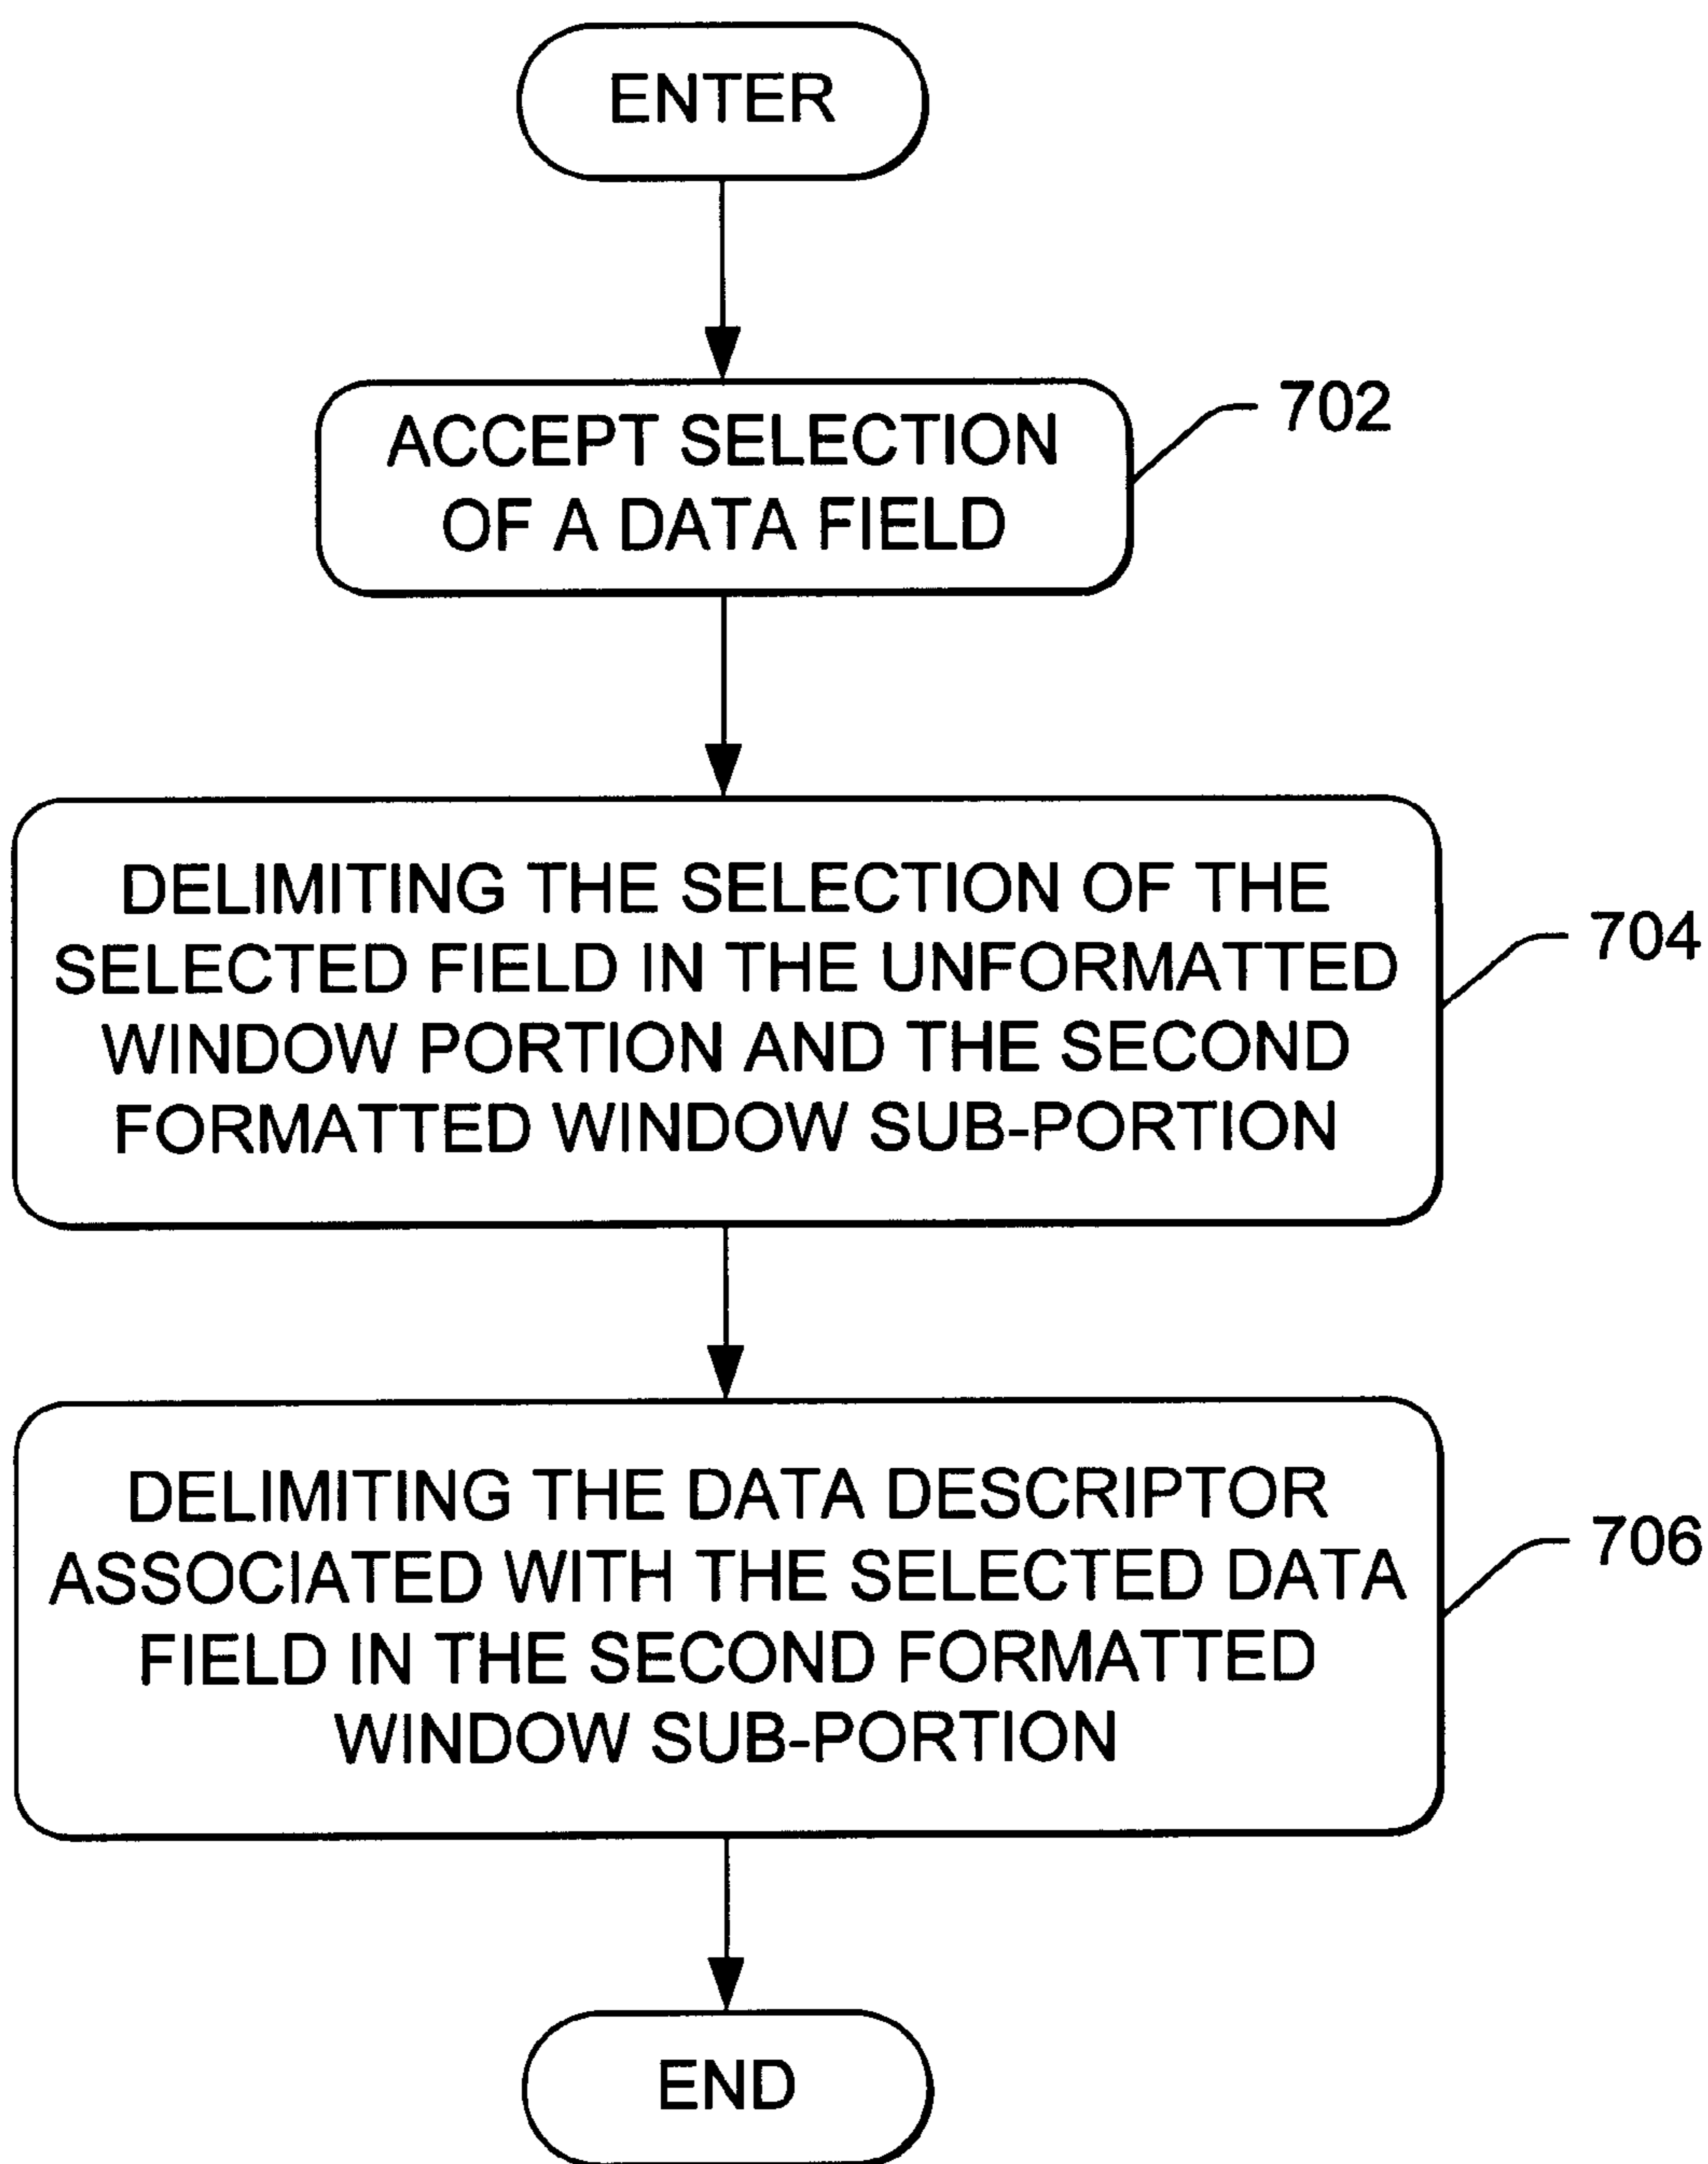 ENTER
ACCEPT SELECTION
OF A DATA FIELD
702
DELIMITING THE SELECTION OF THE
SELECTED FIELD IN THE UNFORMATTED
WINDOW PORTION AND THE SECOND
FORMATTED WINDOW SUB-PORTION
704
DELIMITING THE DATA DESCRIPTOR
ASSOCIATED WITH THE SELECTED DATA
FIELD IN THE SECOND FORMATTED
WINDOW SUB-PORTION
706
END